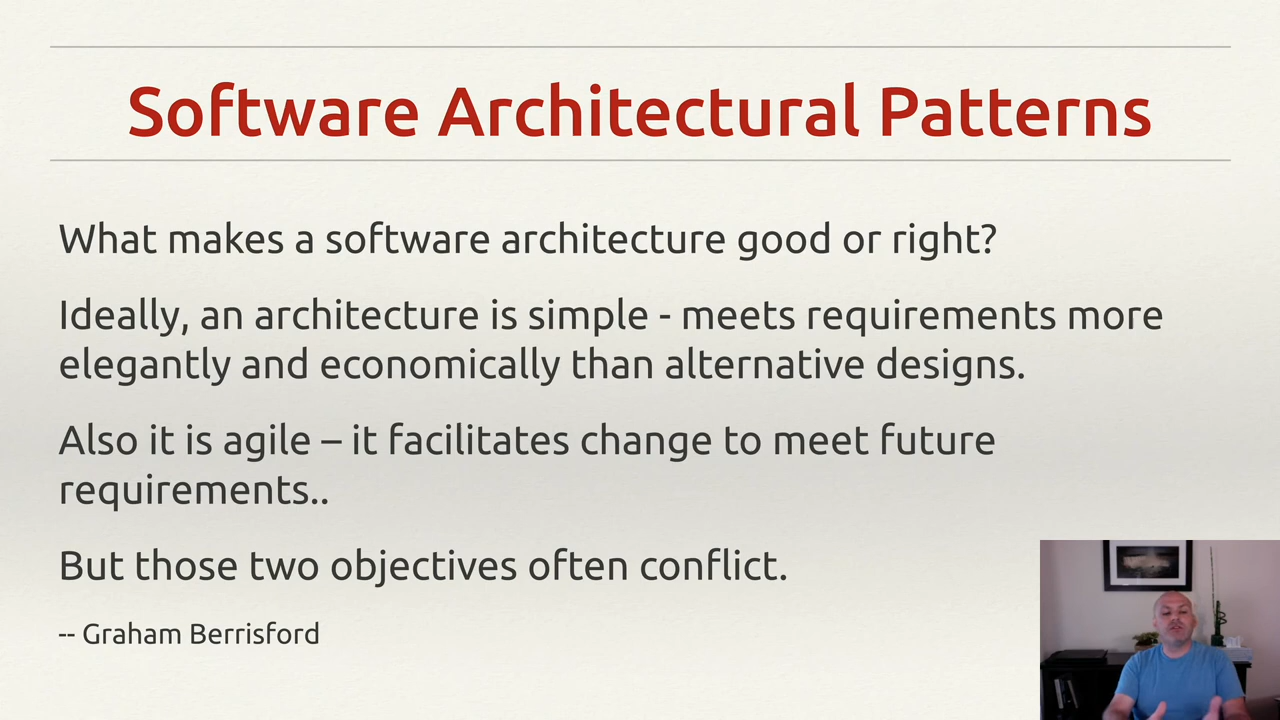 Software Architectural Patterns
What makes a software architecture good or right?
Ideally, an architecture is simple - meets requirements more
elegantly and economically than alternative designs.
Also it is agile – it facilitates change to meet future
requirements..
But those two objectives often conflict.
-- Graham Berrisford